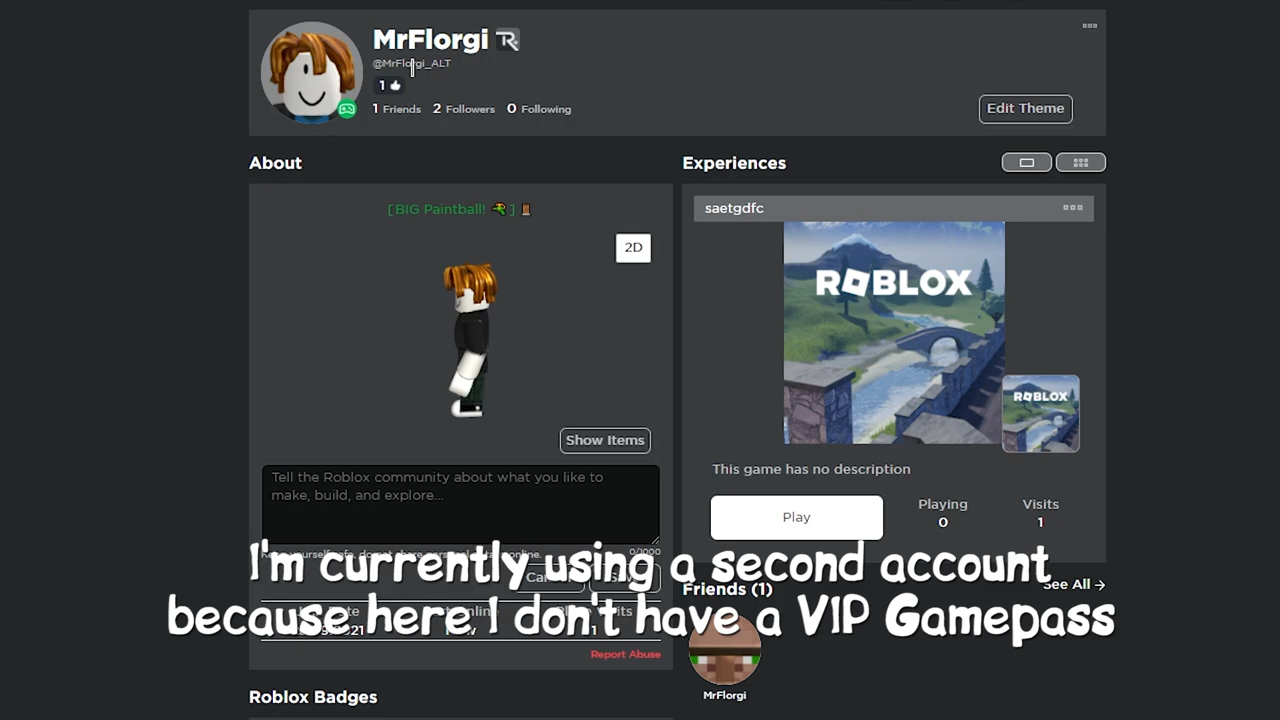 MrFlorgi
@MrFlorgi_ALT
1
1 Friends 2 Followers 0 Following
Edit Theme
About
Experiences
[BIG Paintball! ]
2D
saetgdfc
ROBLOX
ROBLOX
Show Items
Tell the Roblox community about what you like to
make, build, and explore...
This game has no description
Play
Playing
0
Visits
1
0/1000
I'm currently using a second account
because here I don't have a VIP Gamepass
Friends (1)
See All →
Report Abuse
MrFlorgi
Roblox Badges